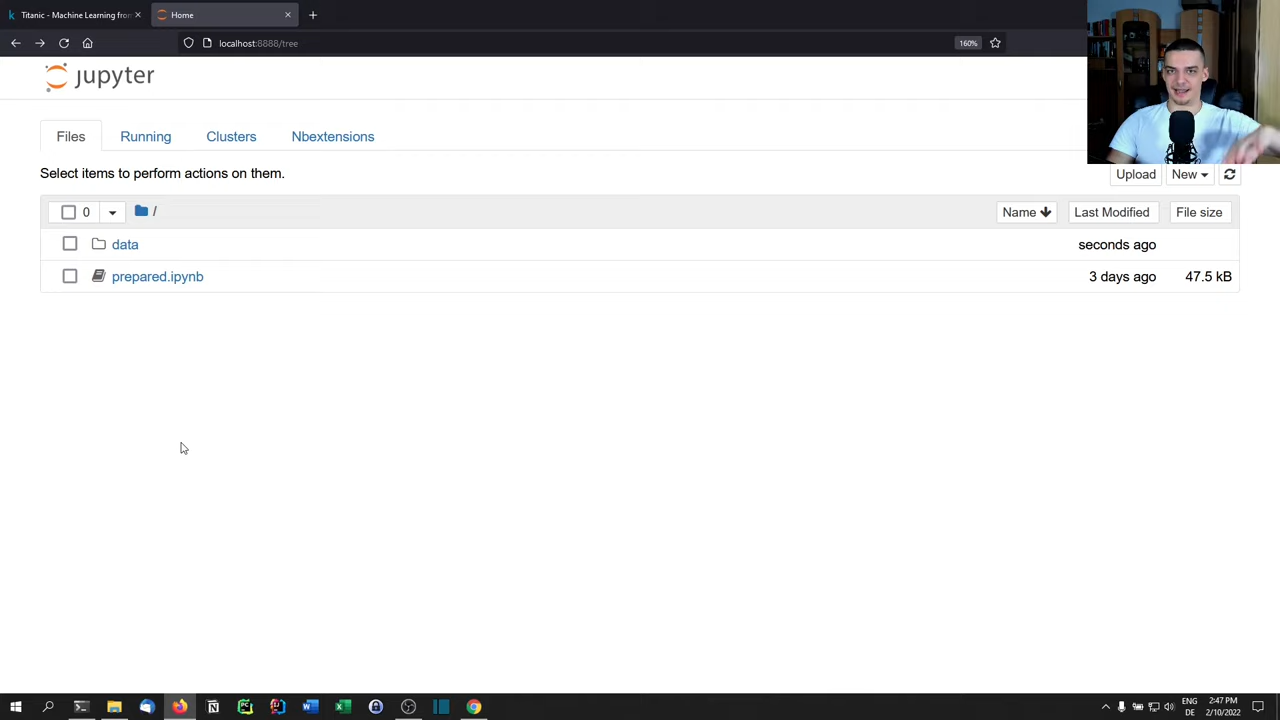 Titanic - Machine Learning from
Home
localhost:8888/tree
160%
jupyter
Files
Running
Clusters
Nbextensions
Select items to perform actions on them.
Upload
New
0
/
Name
Last Modified
File size
data
seconds ago
prepared.ipynb
3 days ago
47.5 kB
ENG
DE
2:47 PM
2/10/2022